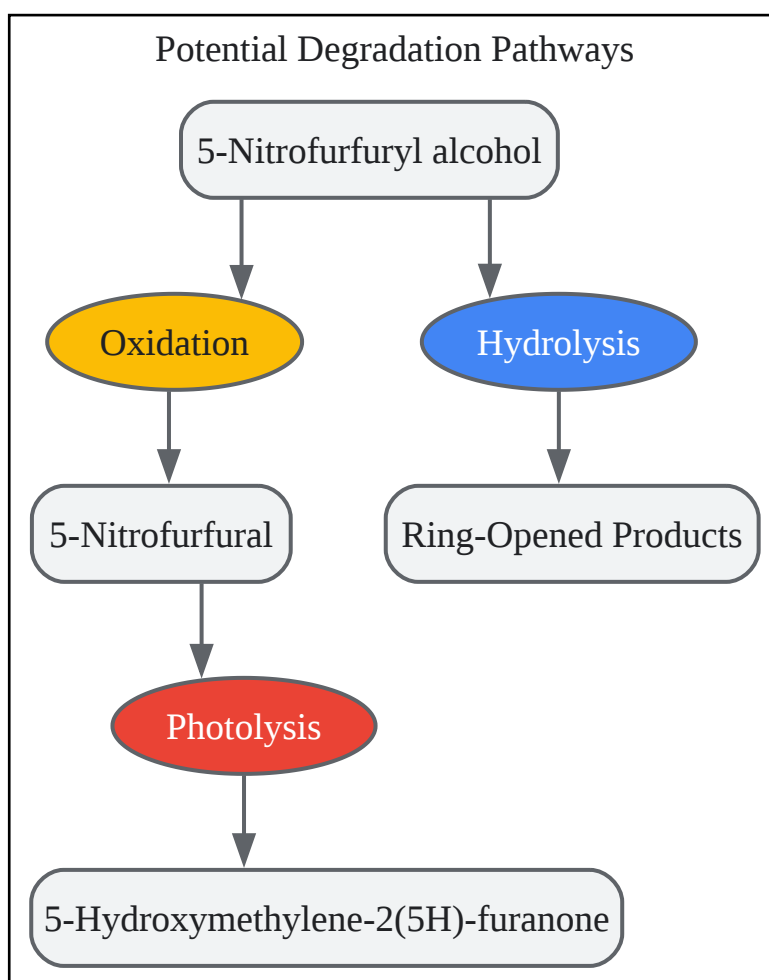 Potential Degradation Pathways
5-Nitrofurfuryl alcohol
Oxidation
Hydrolysis
5-Nitrofurfural
Ring-Opened Products
Photolysis
5-Hydroxymethylene-2(5H)-furanone